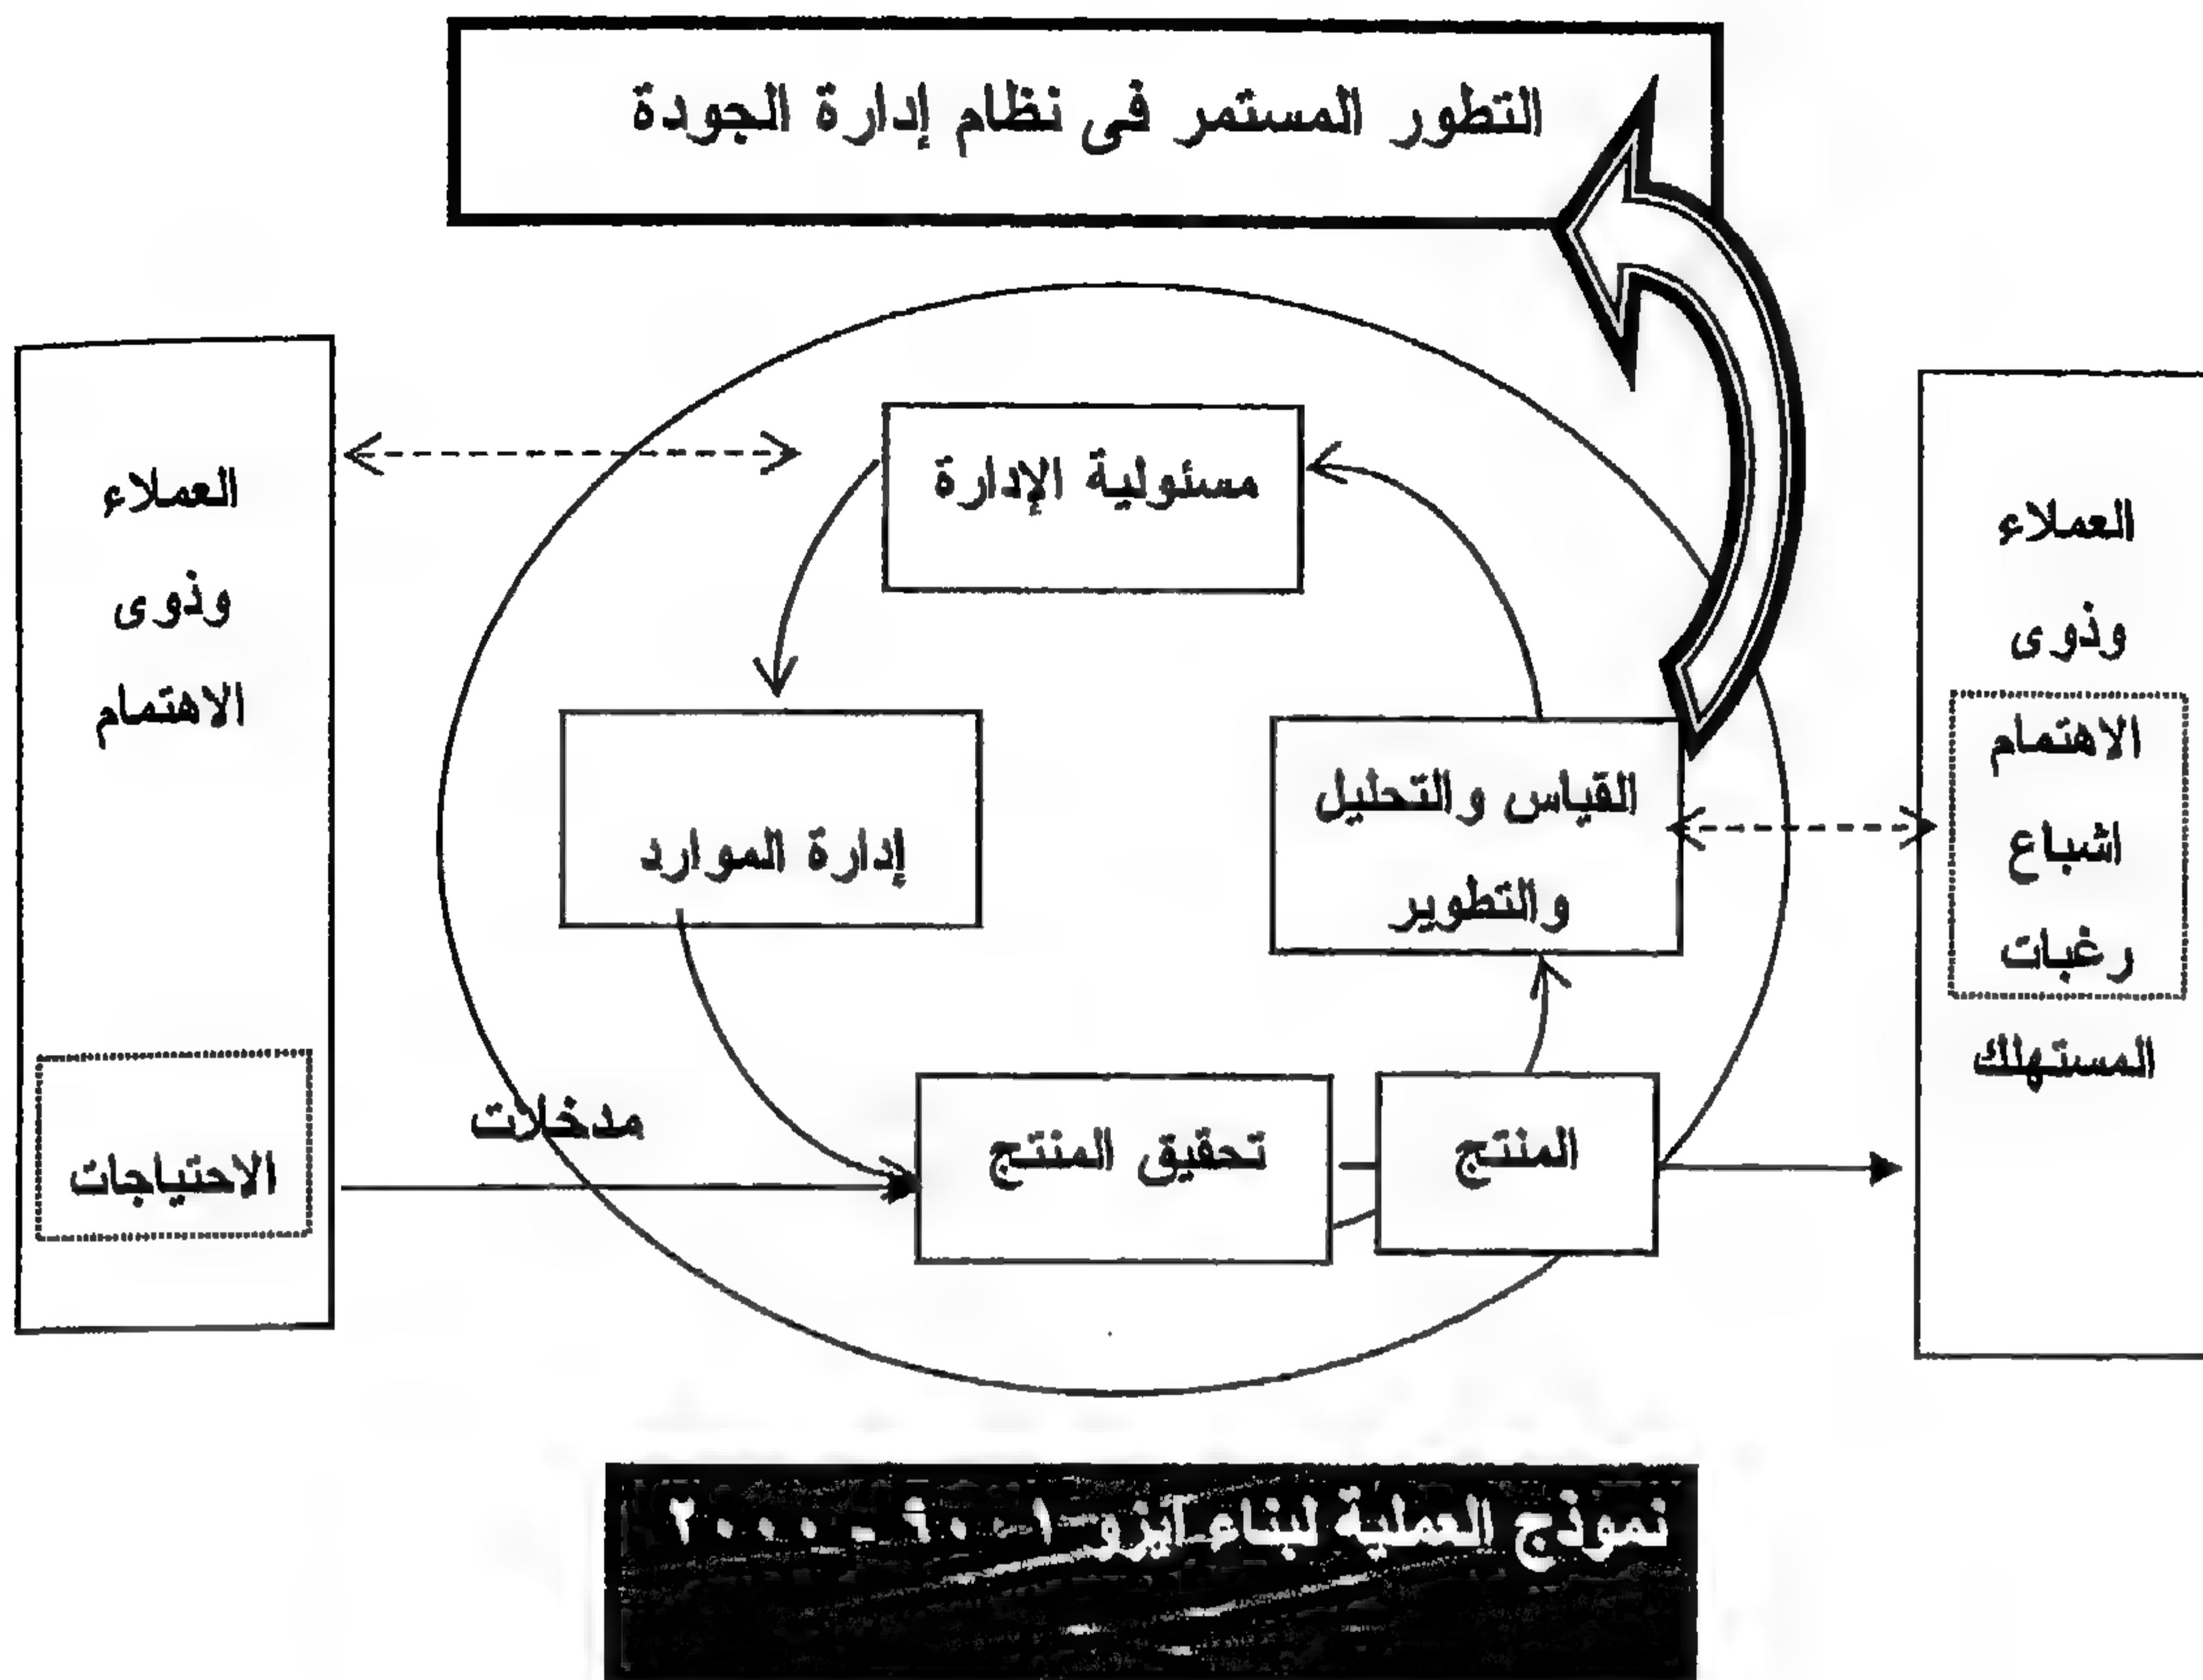 التطور المستمر فى نظام إدارة الجودة
العملاء
وذوى
الاهتمام
اشباع
رغبات
المستهلك
مسئولية الإدارة
القياس والتحليل
والتطوير
إدارة الموارد
العملاء
وذوى
الاهتمام
المنتج
تحقيق المنتج
مدخلات
الاحتياجات
نموذج العملية لبناء ايزو ٩٠٠١ - ٢٠٠٠